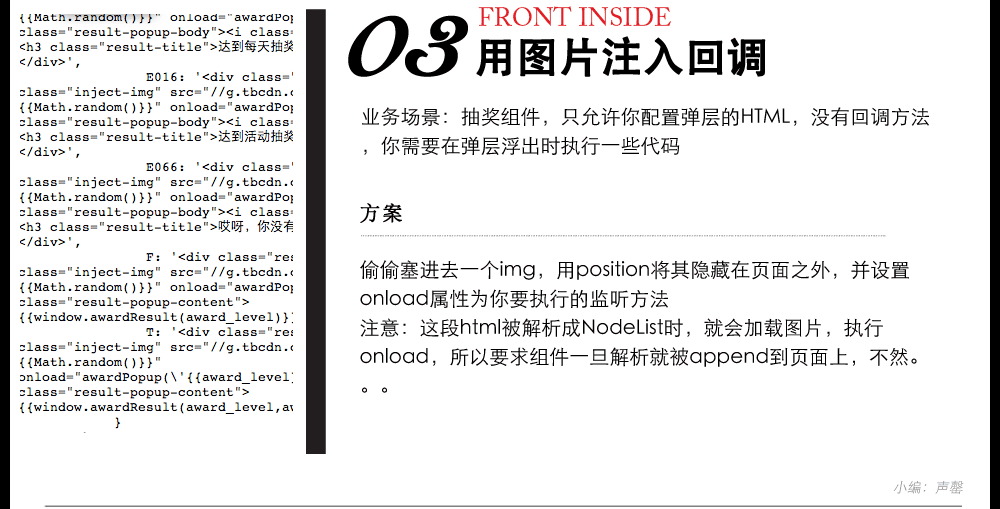 {{Math.random()}}" onload="awardPop
class="result-popup-body"><i class=
<h3 class="result-title">达到每天抽奖
</div>',
E016: '<div class="
class="inject-img" src="//g.tbcdn.c
{{Math.random()}}" onload="awardPop
class="result-popup-body"><i class=
<h3 class="result-title">达到活动抽奖
</div>',
E066: '<div class="
class="inject-img" src="//g.tbcdn.c
{{Math.random()}}" onload="awardPop
class="result-popup-body"><i class=
<h3 class="result-title">哎呀，你没有
</div>',
F: '<div class="res
class="inject-img" src="//g.tbcdn.c
{{Math.random()}}" onload="awardPop
class="result-popup-content">
{{window.awardResult(award_level)}}
T: '<div class="res
class="inject-img" src="//g.tbcdn.c
{{Math.random()}}"
onload="awardPopup(\'{{award_level}
class="result-popup-content">
{{window.awardResult(award_level,aw
}
03
FRONT INSIDE
用图片注入回调
业务场景：抽奖组件，只允许你配置弹层的HTML，没有回调方法
，你需要在弹层浮出时执行一些代码
方案
偷偷塞进去一个img，用position将其隐藏在页面之外，并设置
onload属性为你要执行的监听方法
注意：这段html被解析成NodeList时，就会加载图片，执行
onload，所以要求组件一旦解析就被append到页面上，不然。
。。
小编：声罄